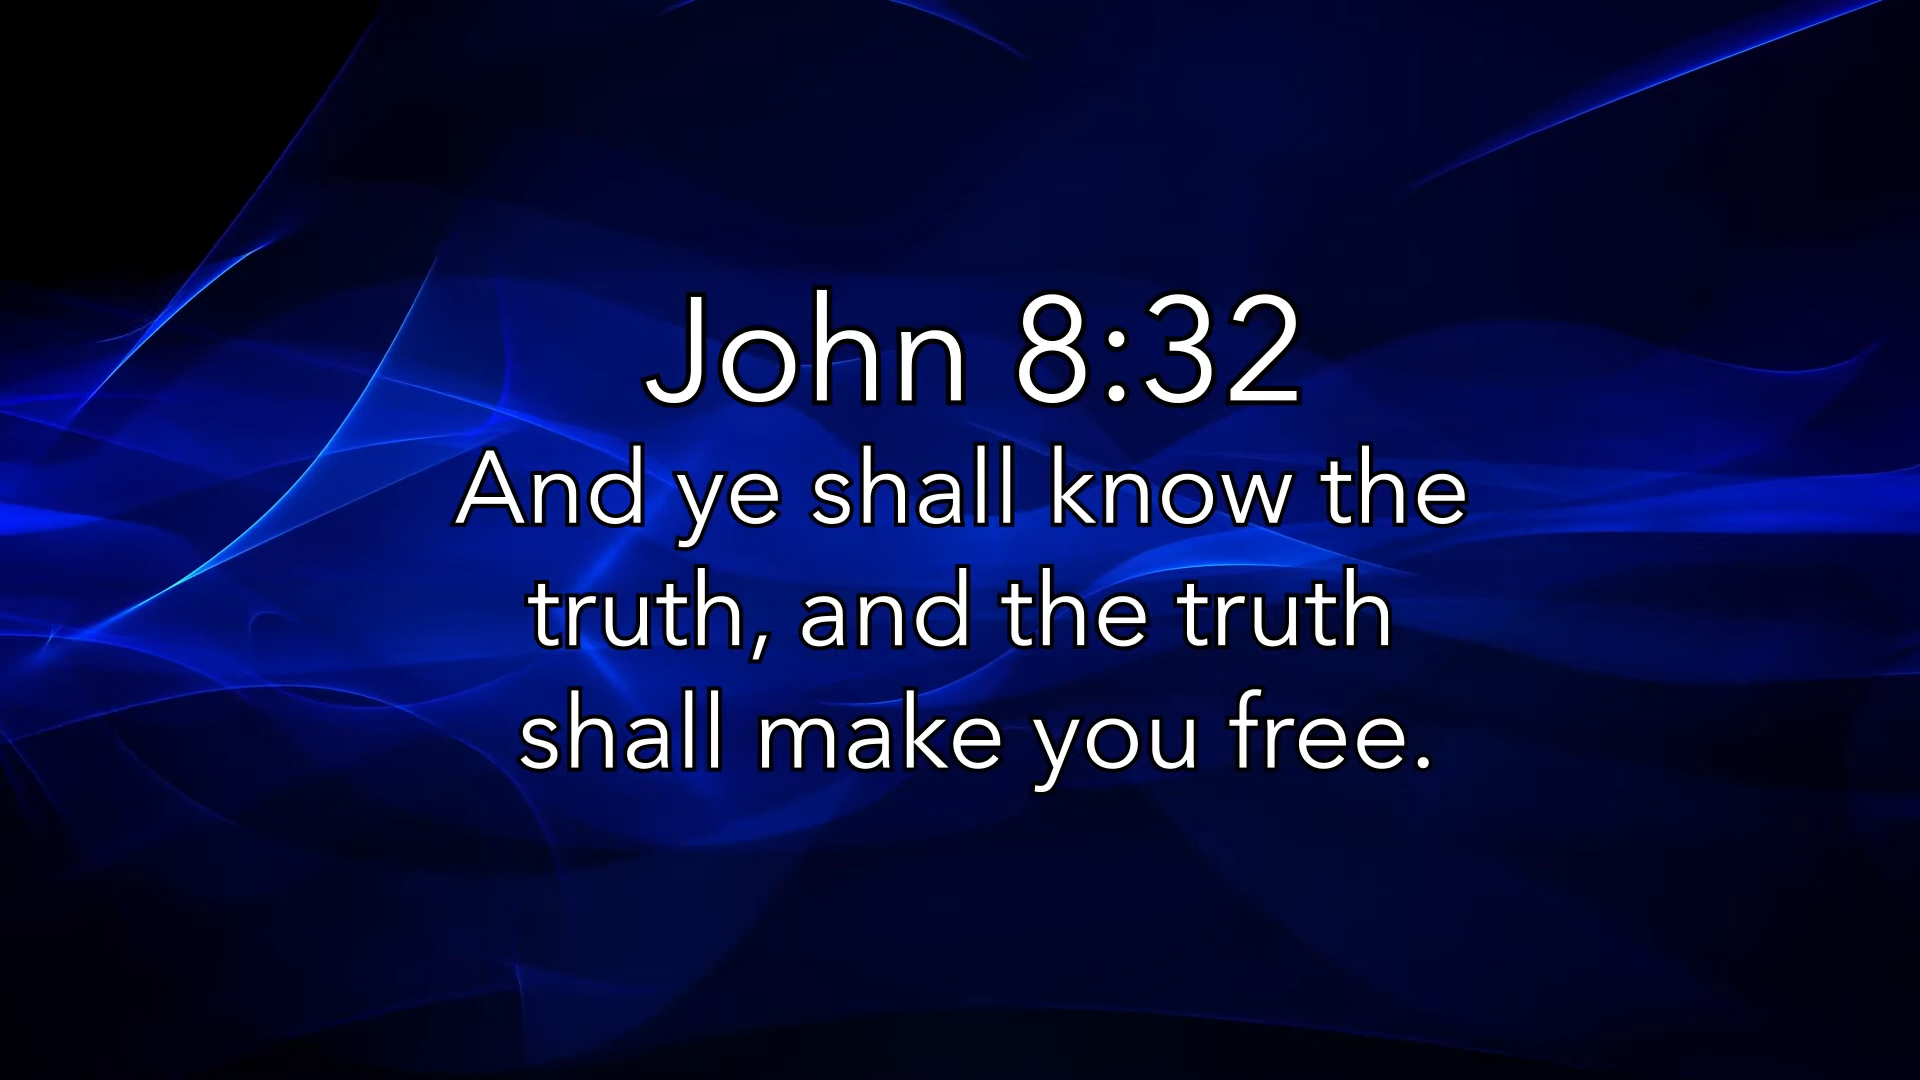 John 8:32
And ye shall know the
truth, and the truth
shall make you free.